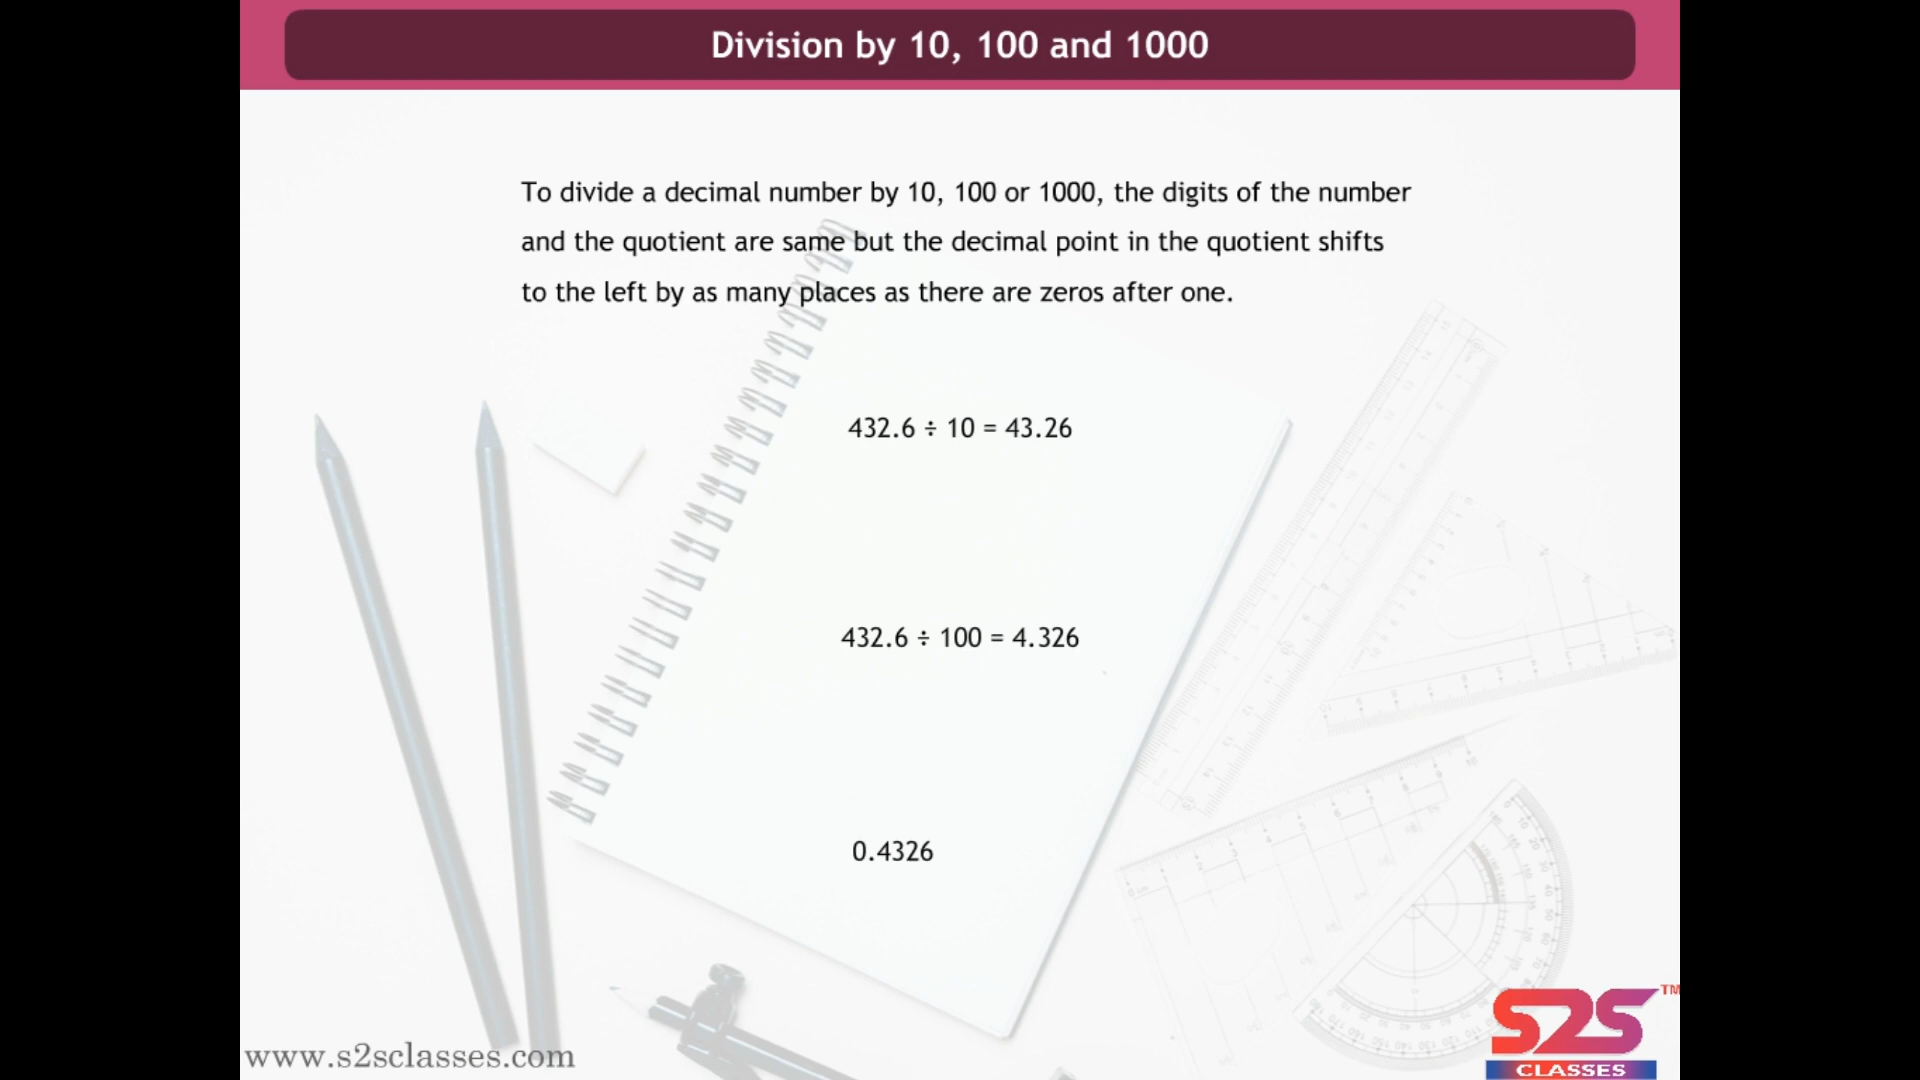 Division by 10, 100 and 1000
To divide a decimal number by 10, 100 or 1000, the digits of the number
and the quotient are same but the decimal point in the quotient shifts
to the left by as many places as there are zeros after one.
432.6 ÷ 10 = 43.26
432.6 ÷ 100 = 4.326
0.4326
www.s2sclasses.com
S2S TM
CLASSES